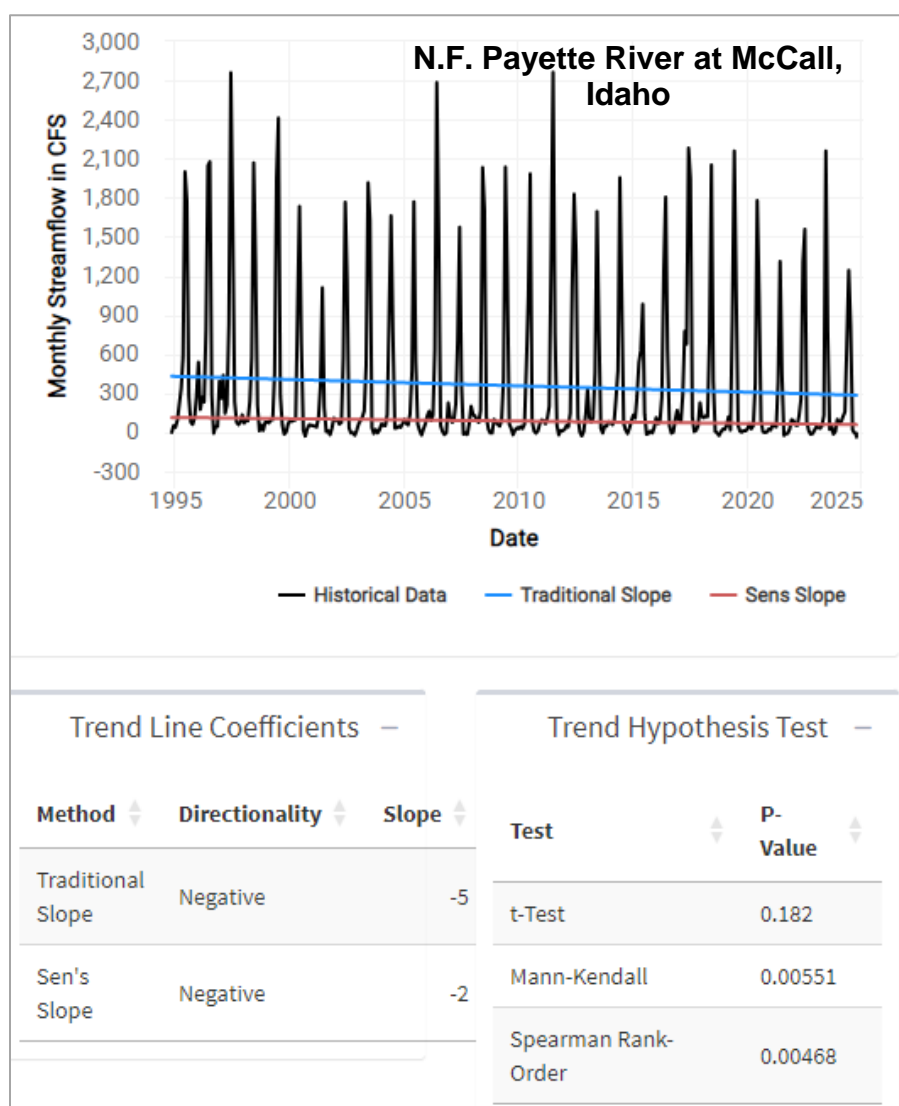 N.F. Payette River at McCall,
Idaho
Monthly Streamflow in CFS
3,000
2,700
2,400
2,100
1,800
1,500
1,200
900
600
300
0
-300
1995 2000 2005 2010 2015 2020 2025
Date
Historical Data Traditional Slope Sens Slope
Trend Line Coefficients –
Method Directionality Slope
Traditional
Slope
Negative
-5
Sen's
Slope
Negative
-2
Trend Hypothesis Test –
Test
P-
Value
t-Test 0.182
Mann-Kendall 0.00551
Spearman Rank-
Order
0.00468